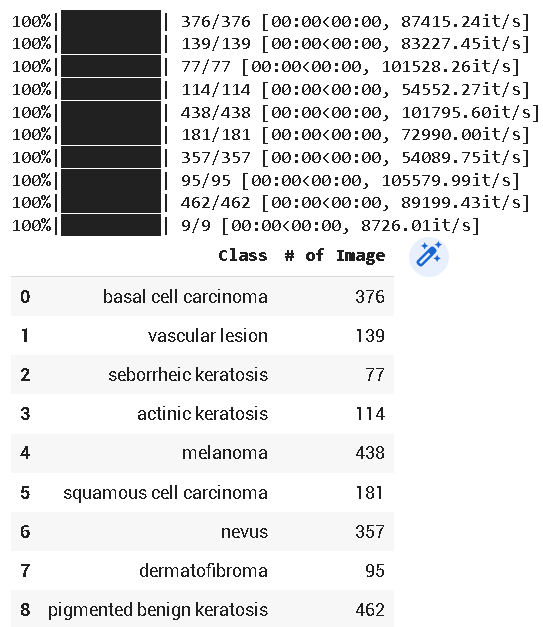 100%| | 376/376 [00:00<00:00, 87415.24it/s]
100%| | 139/139 [00:00<00:00, 83227.45it/s]
100%| | 77/77 [00:00<00:00, 101528.26it/s]
100%| | 114/114 [00:00<00:00, 54552.27it/s]
100%| | 438/438 [00:00<00:00, 101795.60it/s]
100%| | 181/181 [00:00<00:00, 72990.00it/s]
100%| | 357/357 [00:00<00:00, 54089.75it/s]
100%| | 95/95 [00:00<00:00, 105579.99it/s]
100%| | 462/462 [00:00<00:00, 89199.43it/s]
100%| | 9/9 [00:00<00:00, 8726.01it/s]
Class # of Image
0 basal cell carcinoma 376
1 vascular lesion 139
2 seborrheic keratosis 77
3 actinic keratosis 114
4 melanoma 438
5 squamous cell carcinoma 181
6 nevus 357
7 dermatofibroma 95
8 pigmented benign keratosis 462